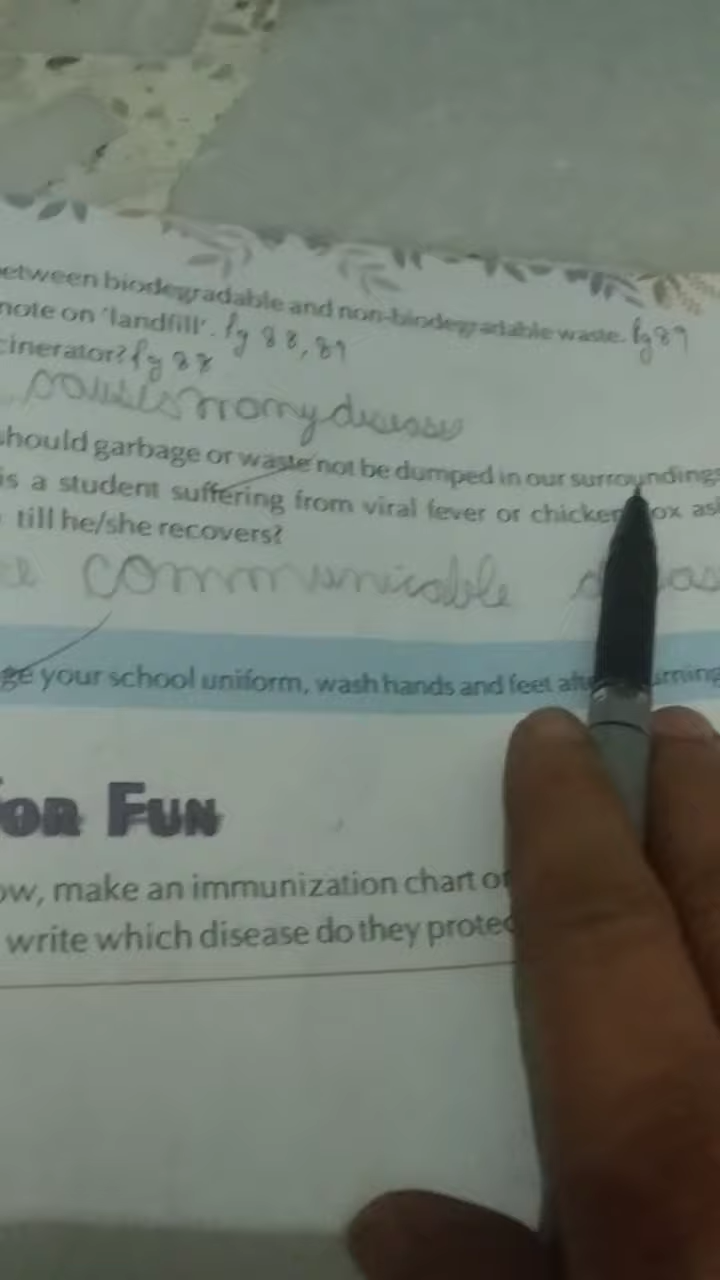 etween biodegradable and non-biodegradable waste. Pg 89
note on 'landfill'. Pg 88, 89
cinerator? Pg 88
causes many disease
should garbage or waste not be dumped in our surroundings
is a student suffering from viral fever or chicken ox as
till he/she recovers?
communicable
ge your school uniform, wash hands and feet
OR FUN
ow, make an immunization chart of
write which disease do they protec